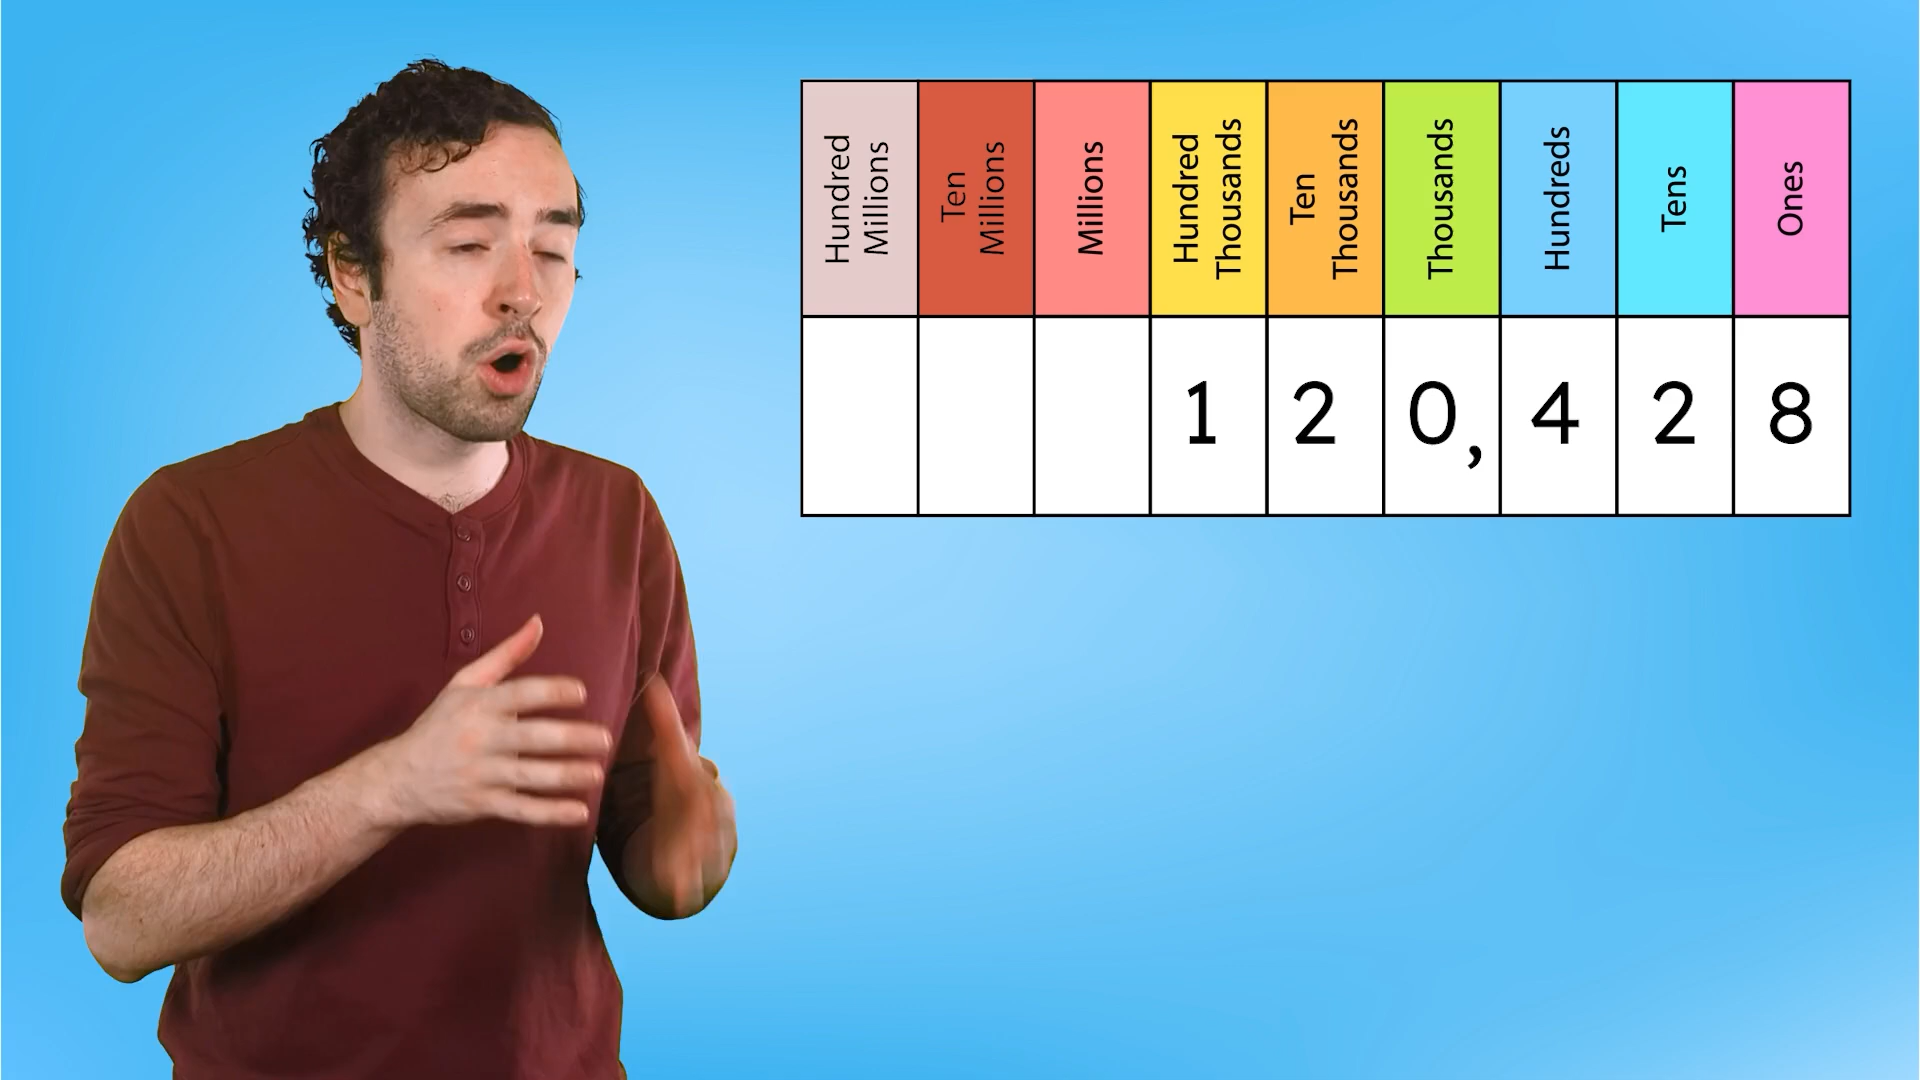 Hundred
Millions
Ten
Millions
Millions
Hundred
Thousands
Ten
Thousands
Thousands
Hundreds
Tens
Ones
1 2 0, 4 2 8